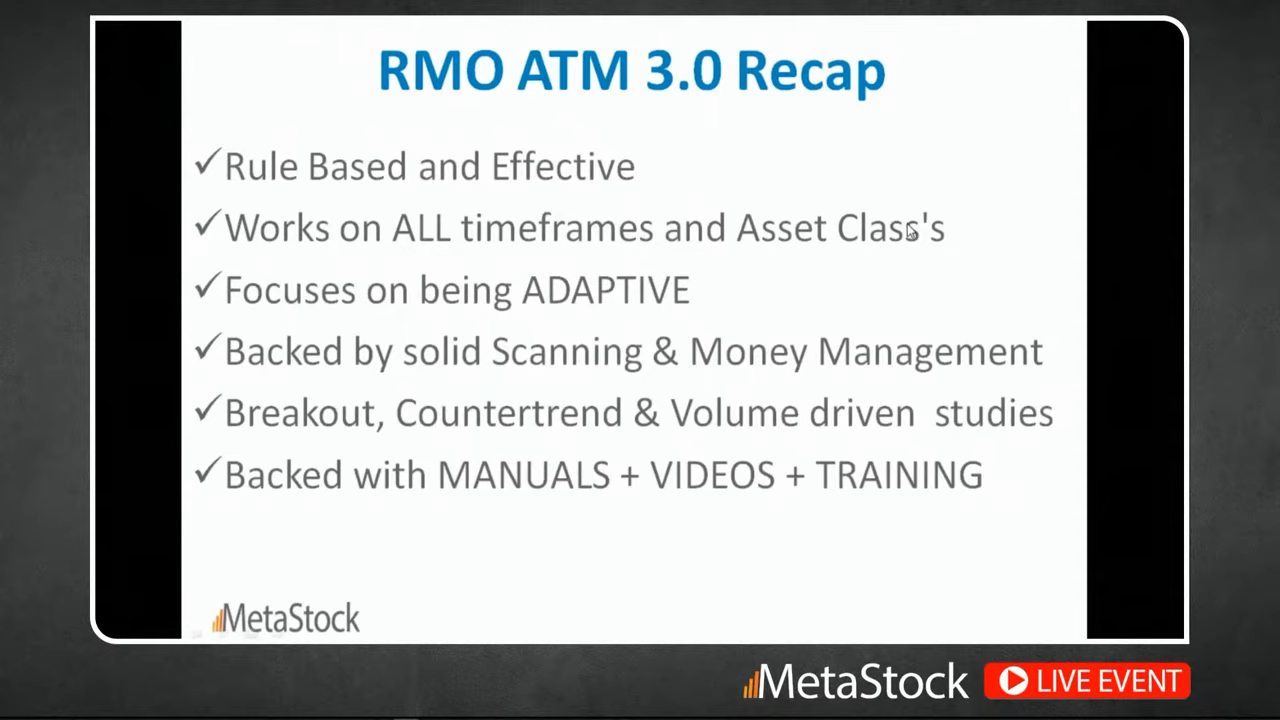 RMO ATM 3.0 Recap
✓Rule Based and Effective
✓Works on ALL timeframes and Asset Class's
✓Focuses on being ADAPTIVE
✓Backed by solid Scanning & Money Management
✓Breakout, Countertrend & Volume driven  studies
✓Backed with MANUALS + VIDEOS + TRAINING
MetaStock
MetaStock LIVE EVENT